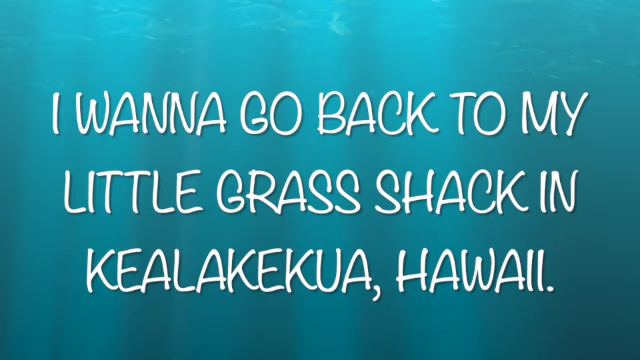 I WANNA GO BACK TO MY
LITTLE GRASS SHACK IN
KEALAKEKUA, HAWAII.